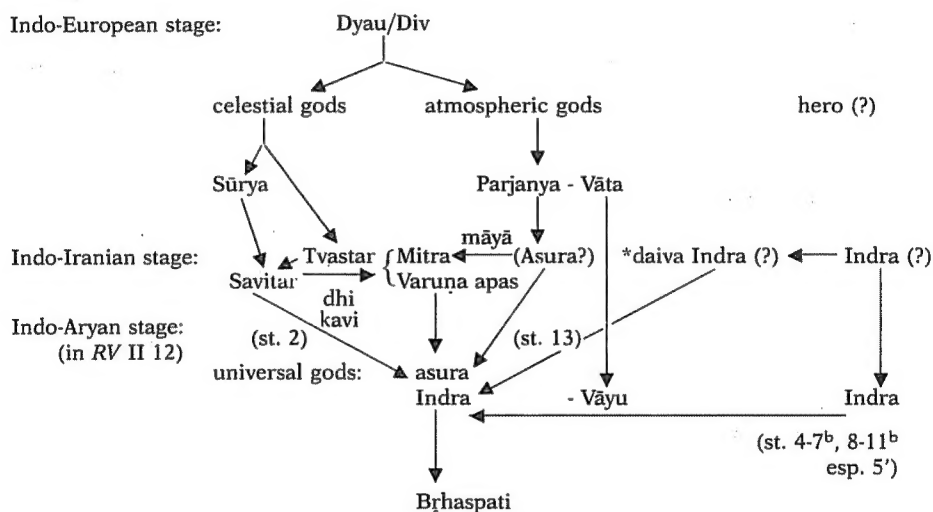 Indo-European stage: Dyau/Div
celestial gods atmospheric gods hero (?)
Sūrya Parjanya - Vāta
māyā
Indo-Iranian stage: Tvastar {Mitra (Asura?) *daiva Indra (?) Indra (?)
Savitar Varuṇa apas
dhi
kavi
Indo-Aryan stage: (st. 2) (st. 13)
(in RV II 12)
universal gods: asura
Indra - Vāyu Indra
(st. 4-7ᵇ, 8-11ᵇ
esp. 5')
Bṛhaspati